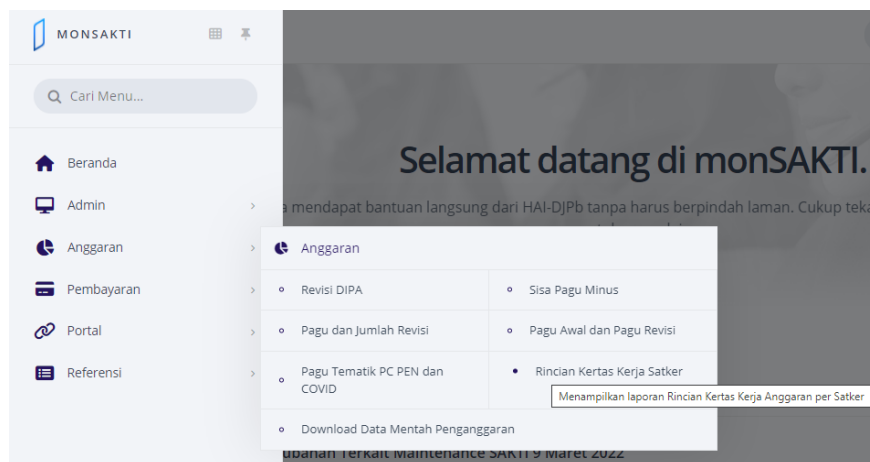 MONSAKTI
Cari Menu...
Beranda
Admin
Anggaran
Pembayaran
Portal
Referensi
Selamat datang di monSAKTI.
a mendapat bantuan langsung dari HAI-DJPb tanpa harus berpindah laman. Cukup teka
Anggaran
Revisi DIPA
Sisa Pagu Minus
Pagu dan Jumlah Revisi
Pagu Awal dan Pagu Revisi
Pagu Tematik PC PEN dan
COVID
Rincian Kertas Kerja Satker
Menampilkan laporan Rincian Kertas Kerja Anggaran per Satker
Download Data Mentah Penganggaran
ubahan Terkait Maintenance SAKTI 9 Maret 2022